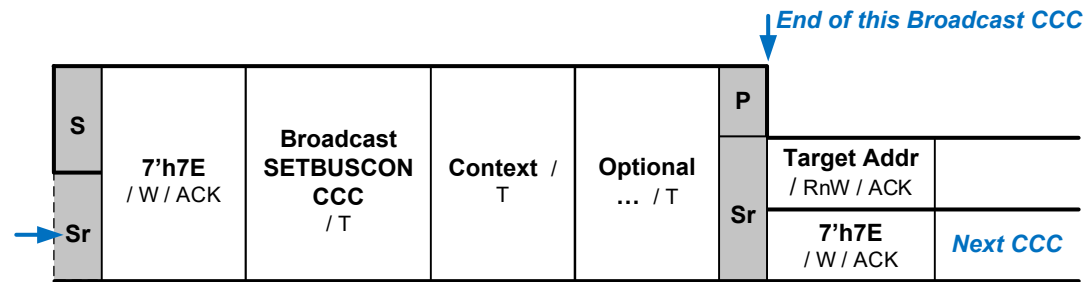 End of this Broadcast CCC
S
Sr
7'h7E
/ W / ACK
Broadcast
SETBUSCON
CCC
/ T
Context /
T
Optional
... / T
P
Sr
Target Addr
/ RnW / ACK
7'h7E
/ W / ACK
Next CCC